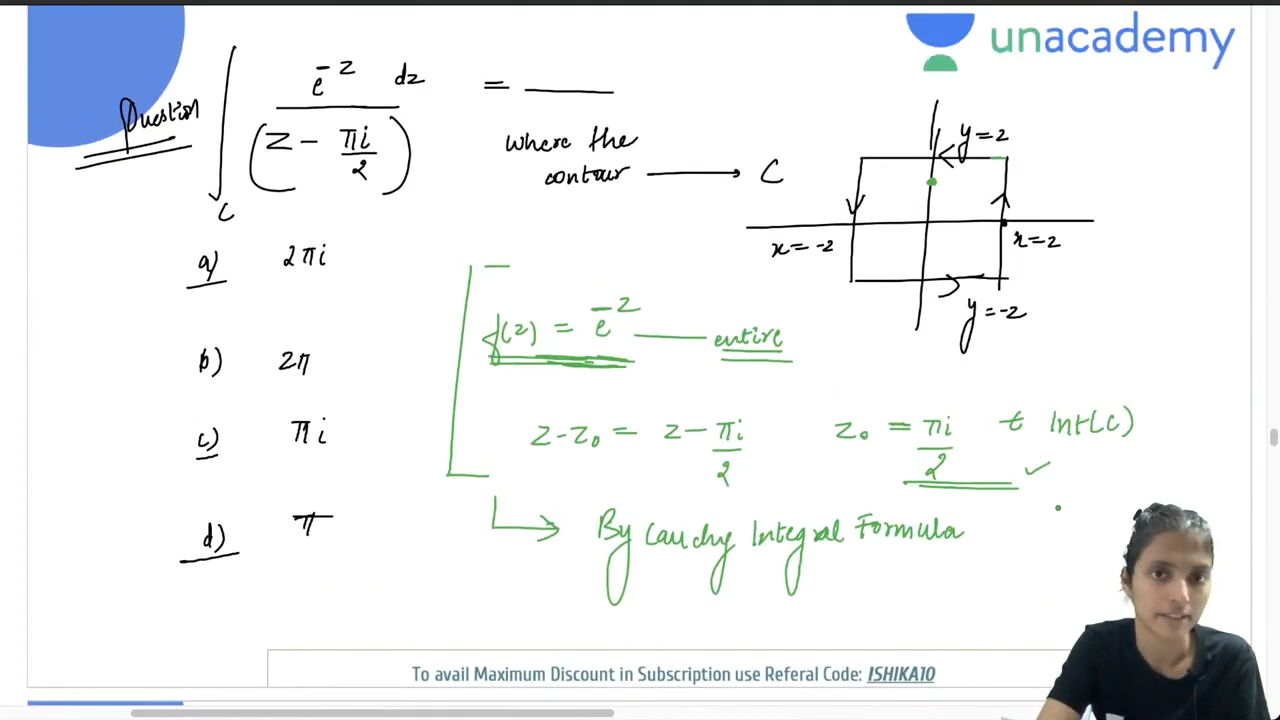 unacademy
Question
∫_C e^-z dz / (z - πi/2) = ____
where the
contour → C
y=2
x=-2
x=2
y=-2
a) 2πi
b) 2π
c) πi
d) π
f(z) = e^-z — entire
z-z₀ = z-πi/2 z₀ = πi/2 ∈ Int(C) ✓
By Cauchy Integral Formula
To avail Maximum Discount in Subscription use Referal Code: ISHIKA10